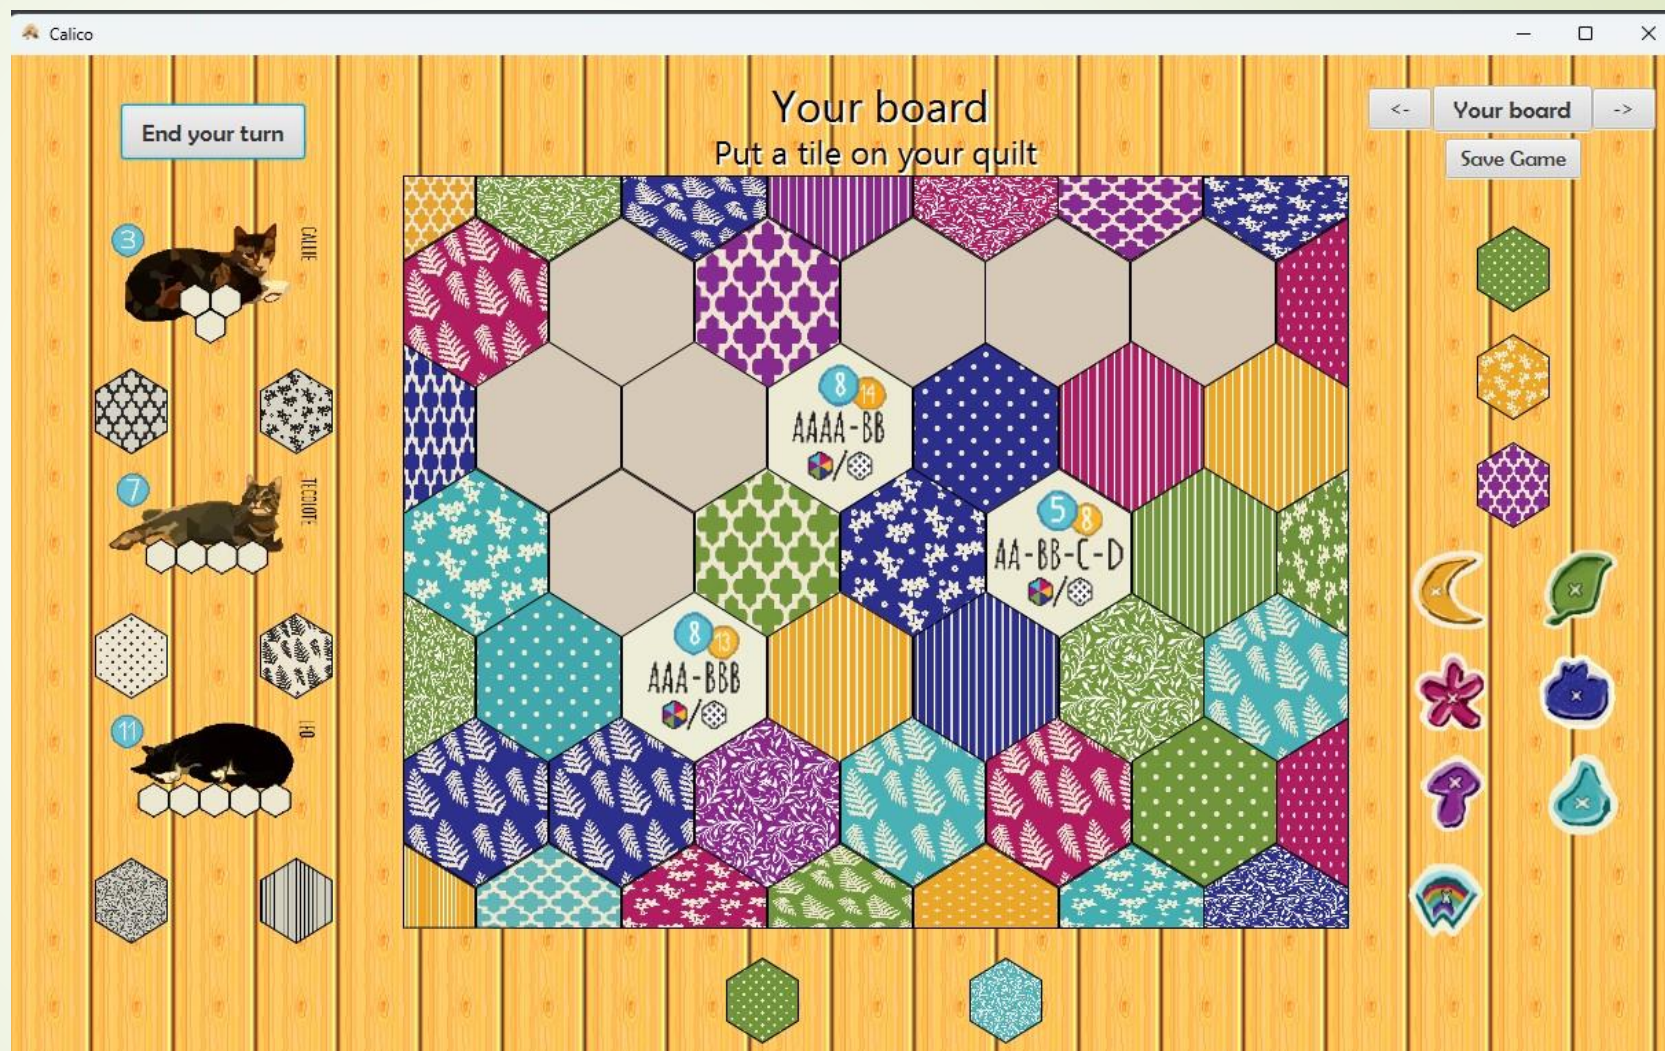 Calico
End your turn
Your board
Put a tile on your quilt
<-
Your board
->
Save Game
3
CALLIE
7
TECOLOTE
11
LEO
8 14
AAAA-BB
/
5 8
AA-BB-C-D
/
8 13
AAA-BBB
/